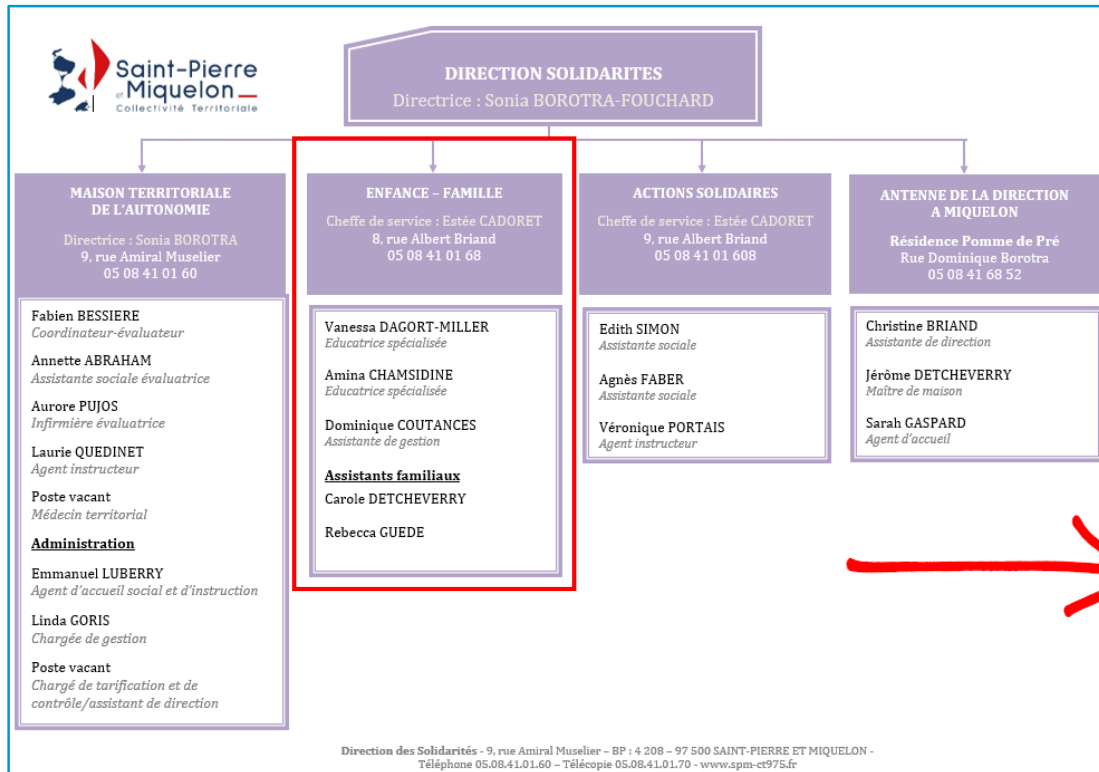 Saint-Pierre
et Miquelon
Collectivité Territoriale
DIRECTION SOLIDARITES
Directrice : Sonia BOROTRA-FOUCHARD
MAISON TERRITORIALE
DE L'AUTONOMIE
Directrice : Sonia BOROTRA
9, rue Amiral Muselier
05 08 41 01 60
Fabien BESSIERE
Coordinateur-évaluateur
Annette ABRAHAM
Assistante sociale évaluatrice
Aurore PUJOS
Infirmière évaluatrice
Laurie QUEDINET
Agent instructeur
Poste vacant
Médecin territorial
Administration
Emmanuel LUBERRY
Agent d'accueil social et d'instruction
Linda GORIS
Chargée de gestion
Poste vacant
Chargé de tarification et de
contrôle/assistant de direction
ENFANCE – FAMILLE
Cheffe de service : Estée CADORET
8, rue Albert Briand
05 08 41 01 68
Vanessa DAGORT-MILLER
Educatrice spécialisée
Amina CHAMSIDINE
Educatrice spécialisée
Dominique COUTANCES
Assistante de gestion
Assistants familiaux
Carole DETCHEVERRY
Rebecca GUEDE
ACTIONS SOLIDAIRES
Cheffe de service : Estée CADORET
9, rue Albert Briand
05 08 41 01 608
Edith SIMON
Assistante sociale
Agnès FABER
Assistante sociale
Véronique PORTAIS
Agent instructeur
ANTENNE DE LA DIRECTION
A MIQUELON
Résidence Pomme de Pré
Rue Dominique Borotra
05 08 41 68 52
Christine BRIAND
Assistante de direction
Jérôme DETCHEVERRY
Maître de maison
Sarah GASPARD
Agent d'accueil
Direction des Solidarités - 9, rue Amiral Muselier – BP : 4 208 – 97 500 SAINT-PIERRE ET MIQUELON -
Téléphone 05.08.41.01.60 – Télécopie 05.08.41.01.70 - www.spm-ct975.fr